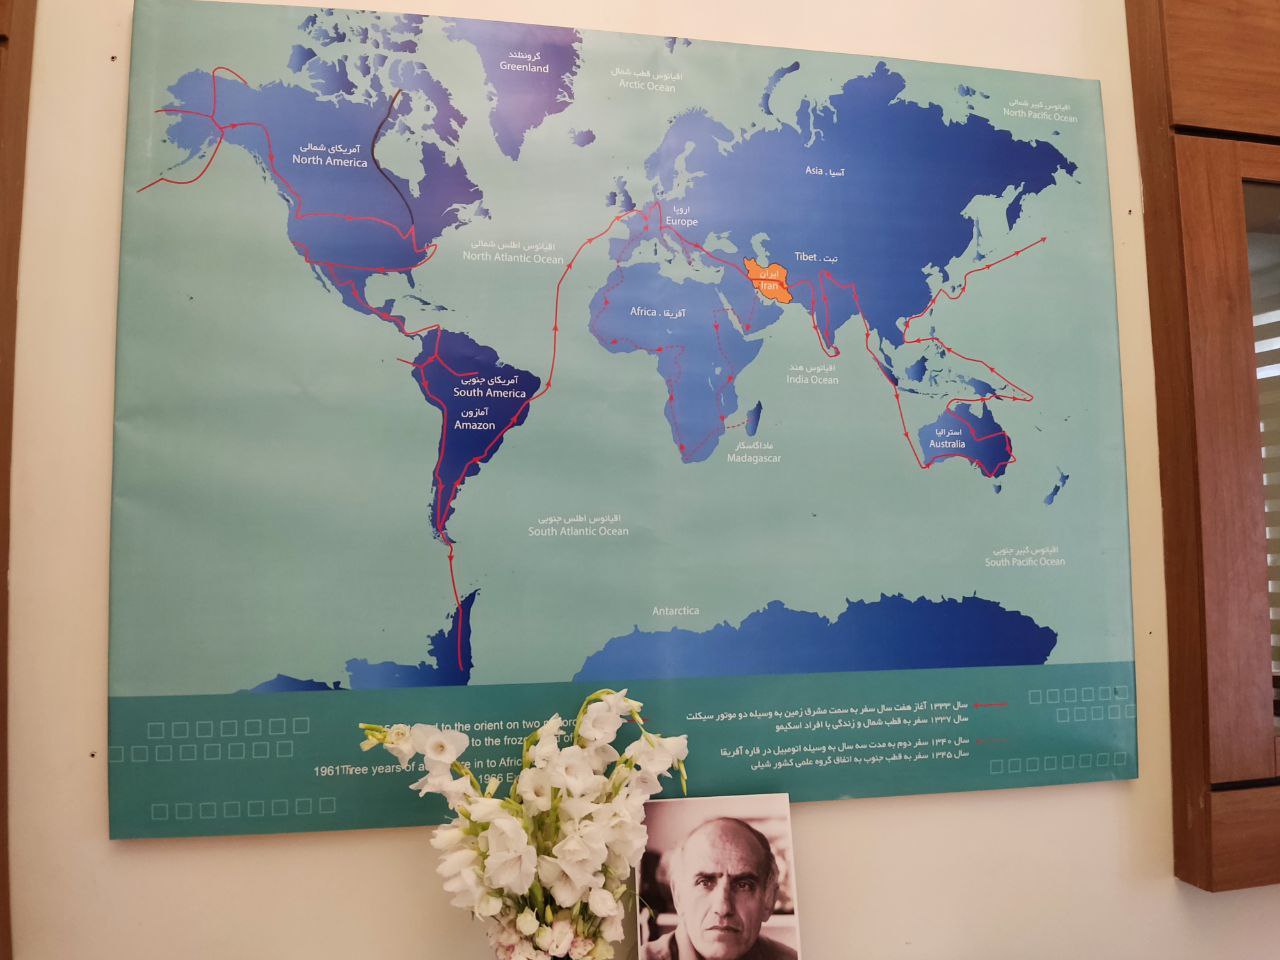 گرونلند
Greenland
اقیانوس قطب شمال
Arctic Ocean
اقیانوس کبیر شمالی
North Pacific Ocean
آمریکای شمالی
North America
Asia . آسیا
اروپا
Europe
اقیانوس اطلس شمالی
North Atlantic Ocean
Tibet . تبت
ایران
Iran
Africa . آفریقا
اقیانوس هند
India Ocean
آمریکای جنوبی
South America
آمازون
Amazon
استرالیا
Australia
ماداگاسکار
Madagascar
اقیانوس اطلس جنوبی
South Atlantic Ocean
اقیانوس کبیر جنوبی
South Pacific Ocean
Antarctica
سال ۱۳۳۳ آغاز هفت سال سفر به سمت مشرق زمین به وسیله دو موتور سیکلت
سال ۱۳۳۷ سفر به قطب شمال و زندگی با افراد اسکیمو
سال ۱۳۴۰ سفر دوم به مدت سه سال به وسیله اتومبیل در قاره آفریقا
سال ۱۳۴۵ سفر به قطب جنوب به اتفاق گروه علمی کشور شیلی
to the orient on two
to the
1961 Tree years of in to
1966